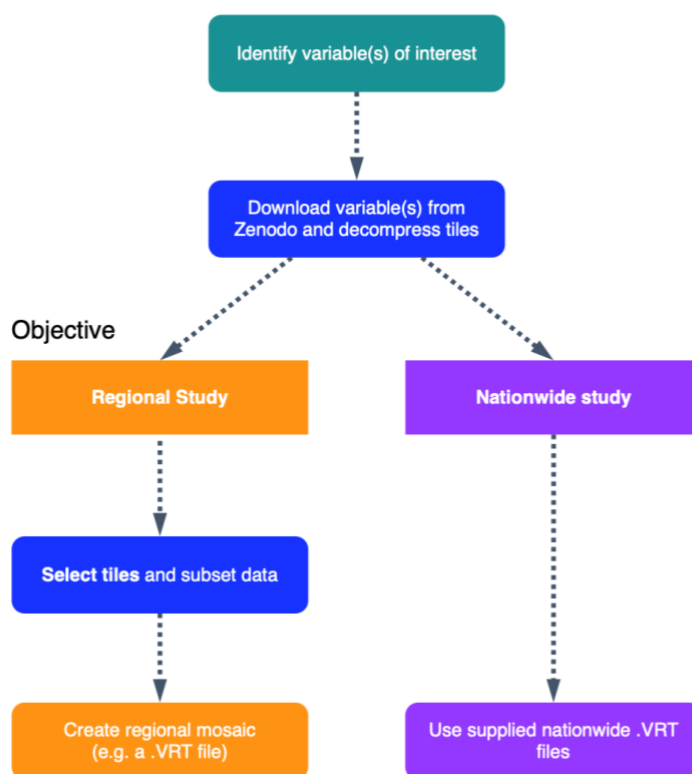 Identify variable(s) of interest
Download variable(s) from
Zenodo and decompress tiles
Objective
Regional Study
Nationwide study
Select tiles and subset data
Create regional mosaic
(e.g. a .VRT file)
Use supplied nationwide .VRT
files